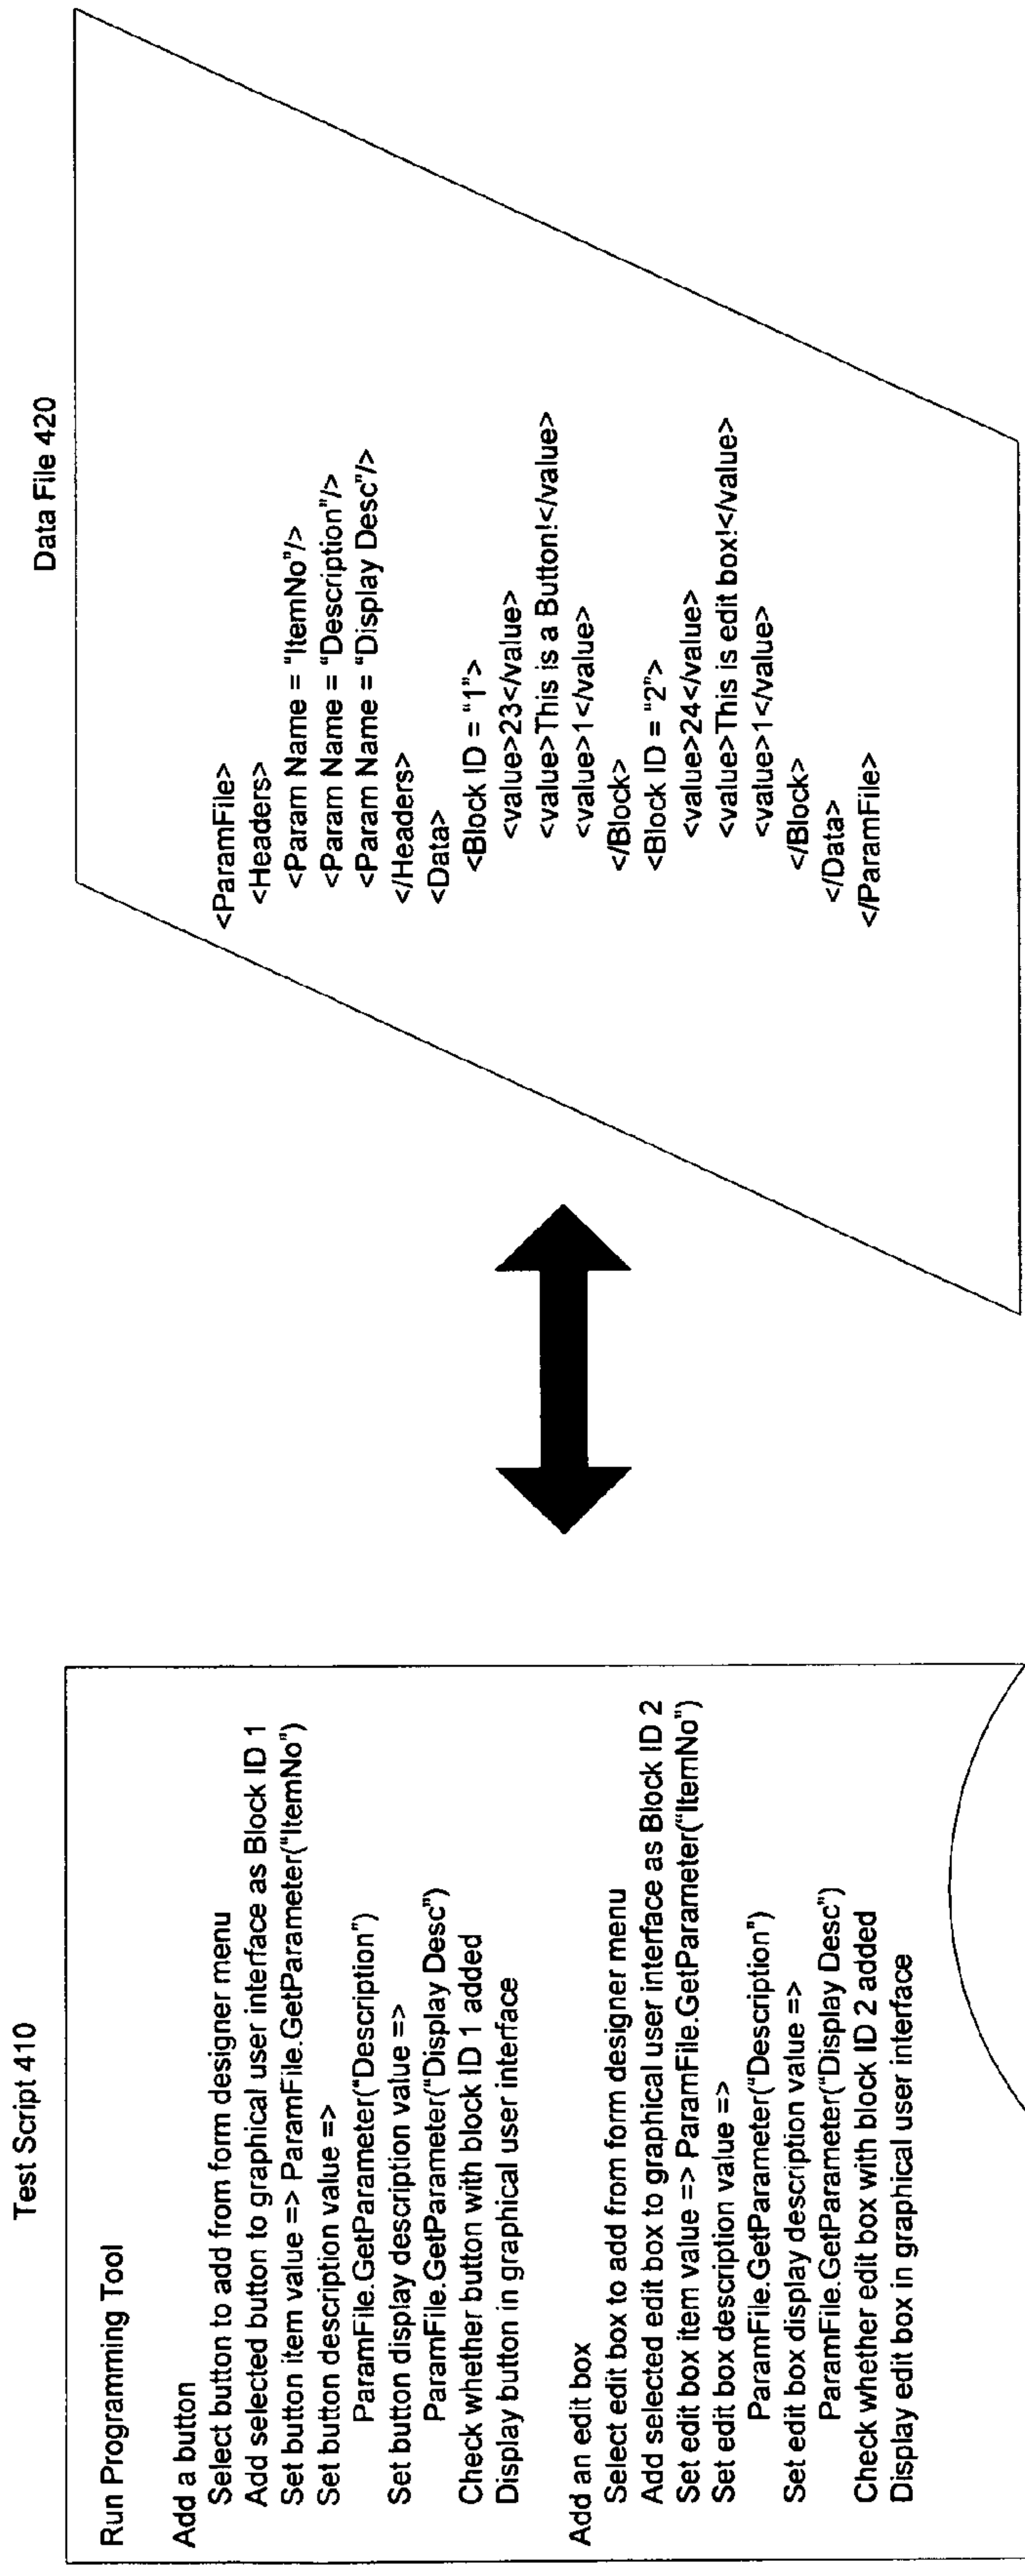 Test Script 410
Run Programming Tool
Add a button
Select button to add from form designer menu
Add selected button to graphical user interface as Block ID 1
Set button item value => ParamFile.GetParameter("ItemNo")
Set button description value =>
ParamFile.GetParameter("Description")
Set button display description value =>
ParamFile.GetParameter("Display Desc")
Check whether button with block ID 1 added
Display button in graphical user interface
Add an edit box
Select edit box to add from form designer menu
Add selected edit box to graphical user interface as Block ID 2
Set edit box item value => ParamFile.GetParameter("ItemNo")
Set edit box description value =>
ParamFile.GetParameter("Description")
Set edit box display description value =>
ParamFile.GetParameter("Display Desc")
Check whether edit box with block ID 2 added
Display edit box in graphical user interface
Data File 420
<ParamFile>
<Headers>
<Param Name = "ItemNo"/>
<Param Name = "Description"/>
<Param Name = "Display Desc"/>
</Headers>
<Data>
<Block ID = "1">
<value>23</value>
<value>This is a Button!</value>
<value>1</value>
</Block>
<Block ID = "2">
<value>24</value>
<value>This is edit box!</value>
<value>1</value>
</Block>
</Data>
</ParamFile>